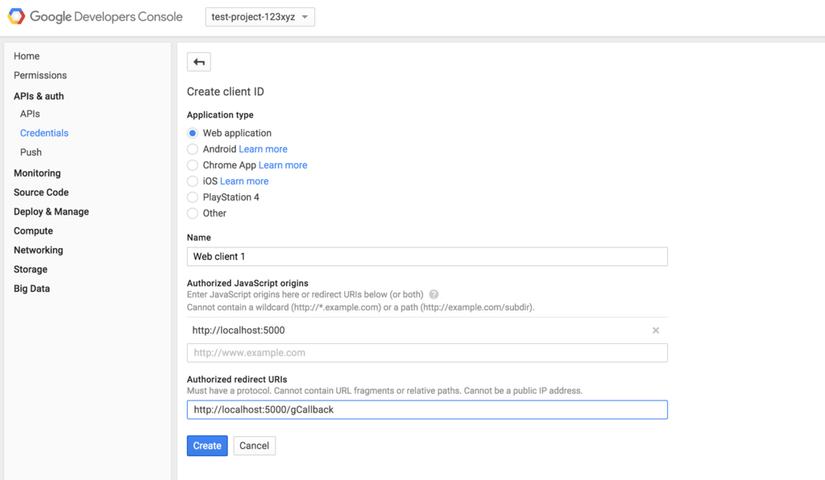 Google Developers Console
test-project-123xyz
Home
Permissions
APIs & auth
APIs
Credentials
Push
Monitoring
Source Code
Deploy & Manage
Compute
Networking
Storage
Big Data
Create client ID
Application type
Web application
Android Learn more
Chrome App Learn more
iOS Learn more
PlayStation 4
Other
Name
Web client 1
Authorized JavaScript origins
Enter JavaScript origins here or redirect URIs below (or both) ?
Cannot contain a wildcard (http://*.example.com) or a path (http://example.com/subdir).
http://localhost:5000
http://www.example.com
Authorized redirect URIs
Must have a protocol. Cannot contain URL fragments or relative paths. Cannot be a public IP address.
http://localhost:5000/gCallback
Create Cancel